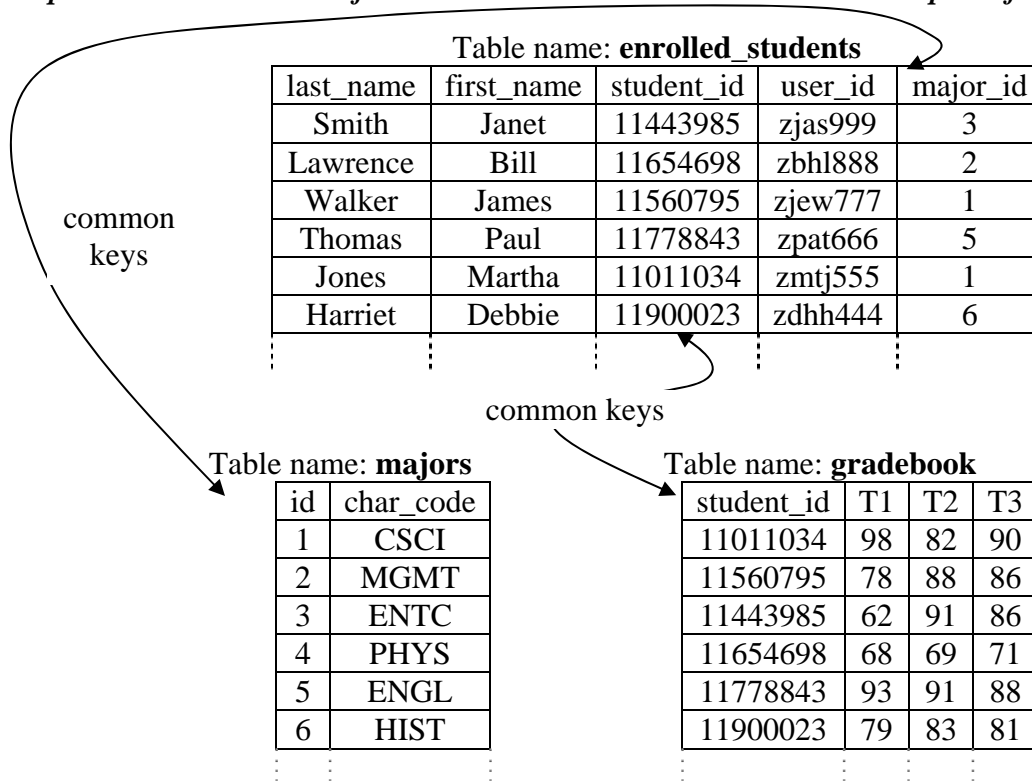 Table name: enrolled_students
last_name first_name student_id user_id major_id
Smith Janet 11443985 zjas999 3
Lawrence Bill 11654698 zbhl888 2
Walker James 11560795 zjew777 1
Thomas Paul 11778843 zpat666 5
Jones Martha 11011034 zmtj555 1
Harriet Debbie 11900023 zdhh444 6
common
keys
common keys
Table name: majors
id char_code
1 CSCI
2 MGMT
3 ENTC
4 PHYS
5 ENGL
6 HIST
Table name: gradebook
student_id T1 T2 T3
11011034 98 82 90
11560795 78 88 86
11443985 62 91 86
11654698 68 69 71
11778843 93 91 88
11900023 79 83 81